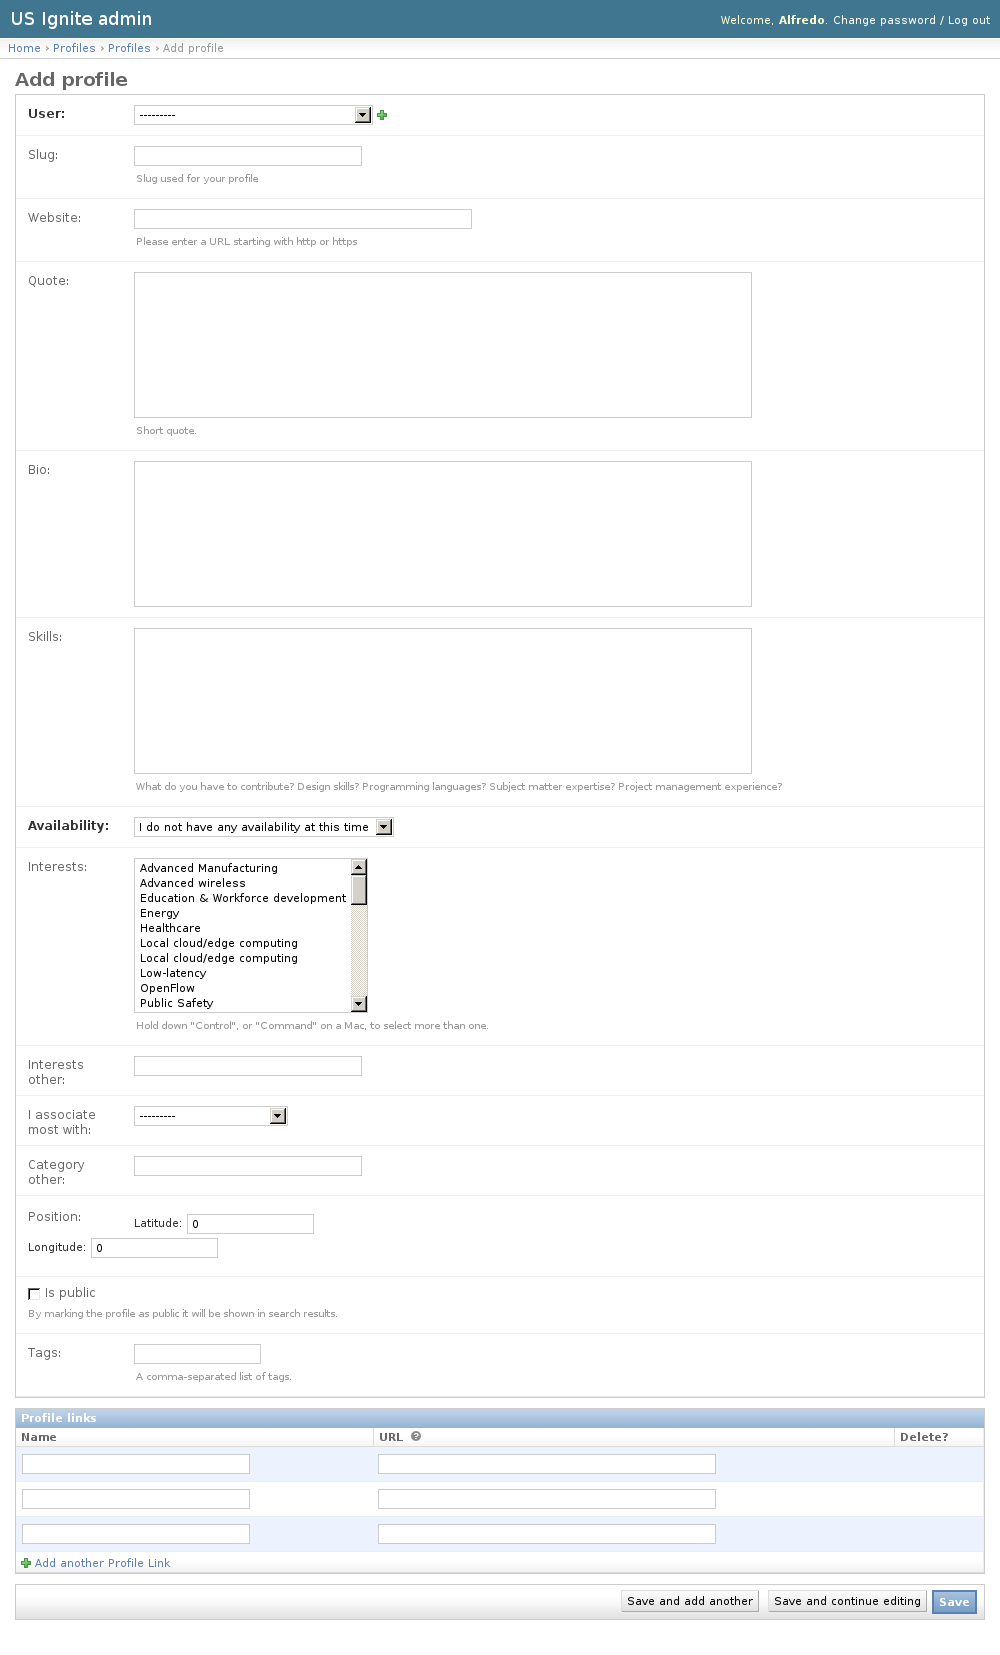 US Ignite admin
Welcome, Alfredo. Change password / Log out
Home › Profiles › Profiles › Add profile
Add profile
User: ---------
Slug:
Slug used for your profile
Website:
Please enter a URL starting with http or https
Quote:
Short quote.
Bio:
Skills:
What do you have to contribute? Design skills? Programming languages? Subject matter expertise? Project management experience?
Availability: I do not have any availability at this time
Interests:
Advanced Manufacturing
Advanced wireless
Education & Workforce development
Energy
Healthcare
Local cloud/edge computing
Local cloud/edge computing
Low-latency
OpenFlow
Public Safety
Hold down "Control", or "Command" on a Mac, to select more than one.
Interests
other:
I associate
most with:
---------
Category
other:
Position:
Latitude: 0
Longitude: 0
Is public
By marking the profile as public it will be shown in search results.
Tags:
A comma-separated list of tags.
Profile links
Name URL ? Delete?
Add another Profile Link
Save and add another Save and continue editing Save